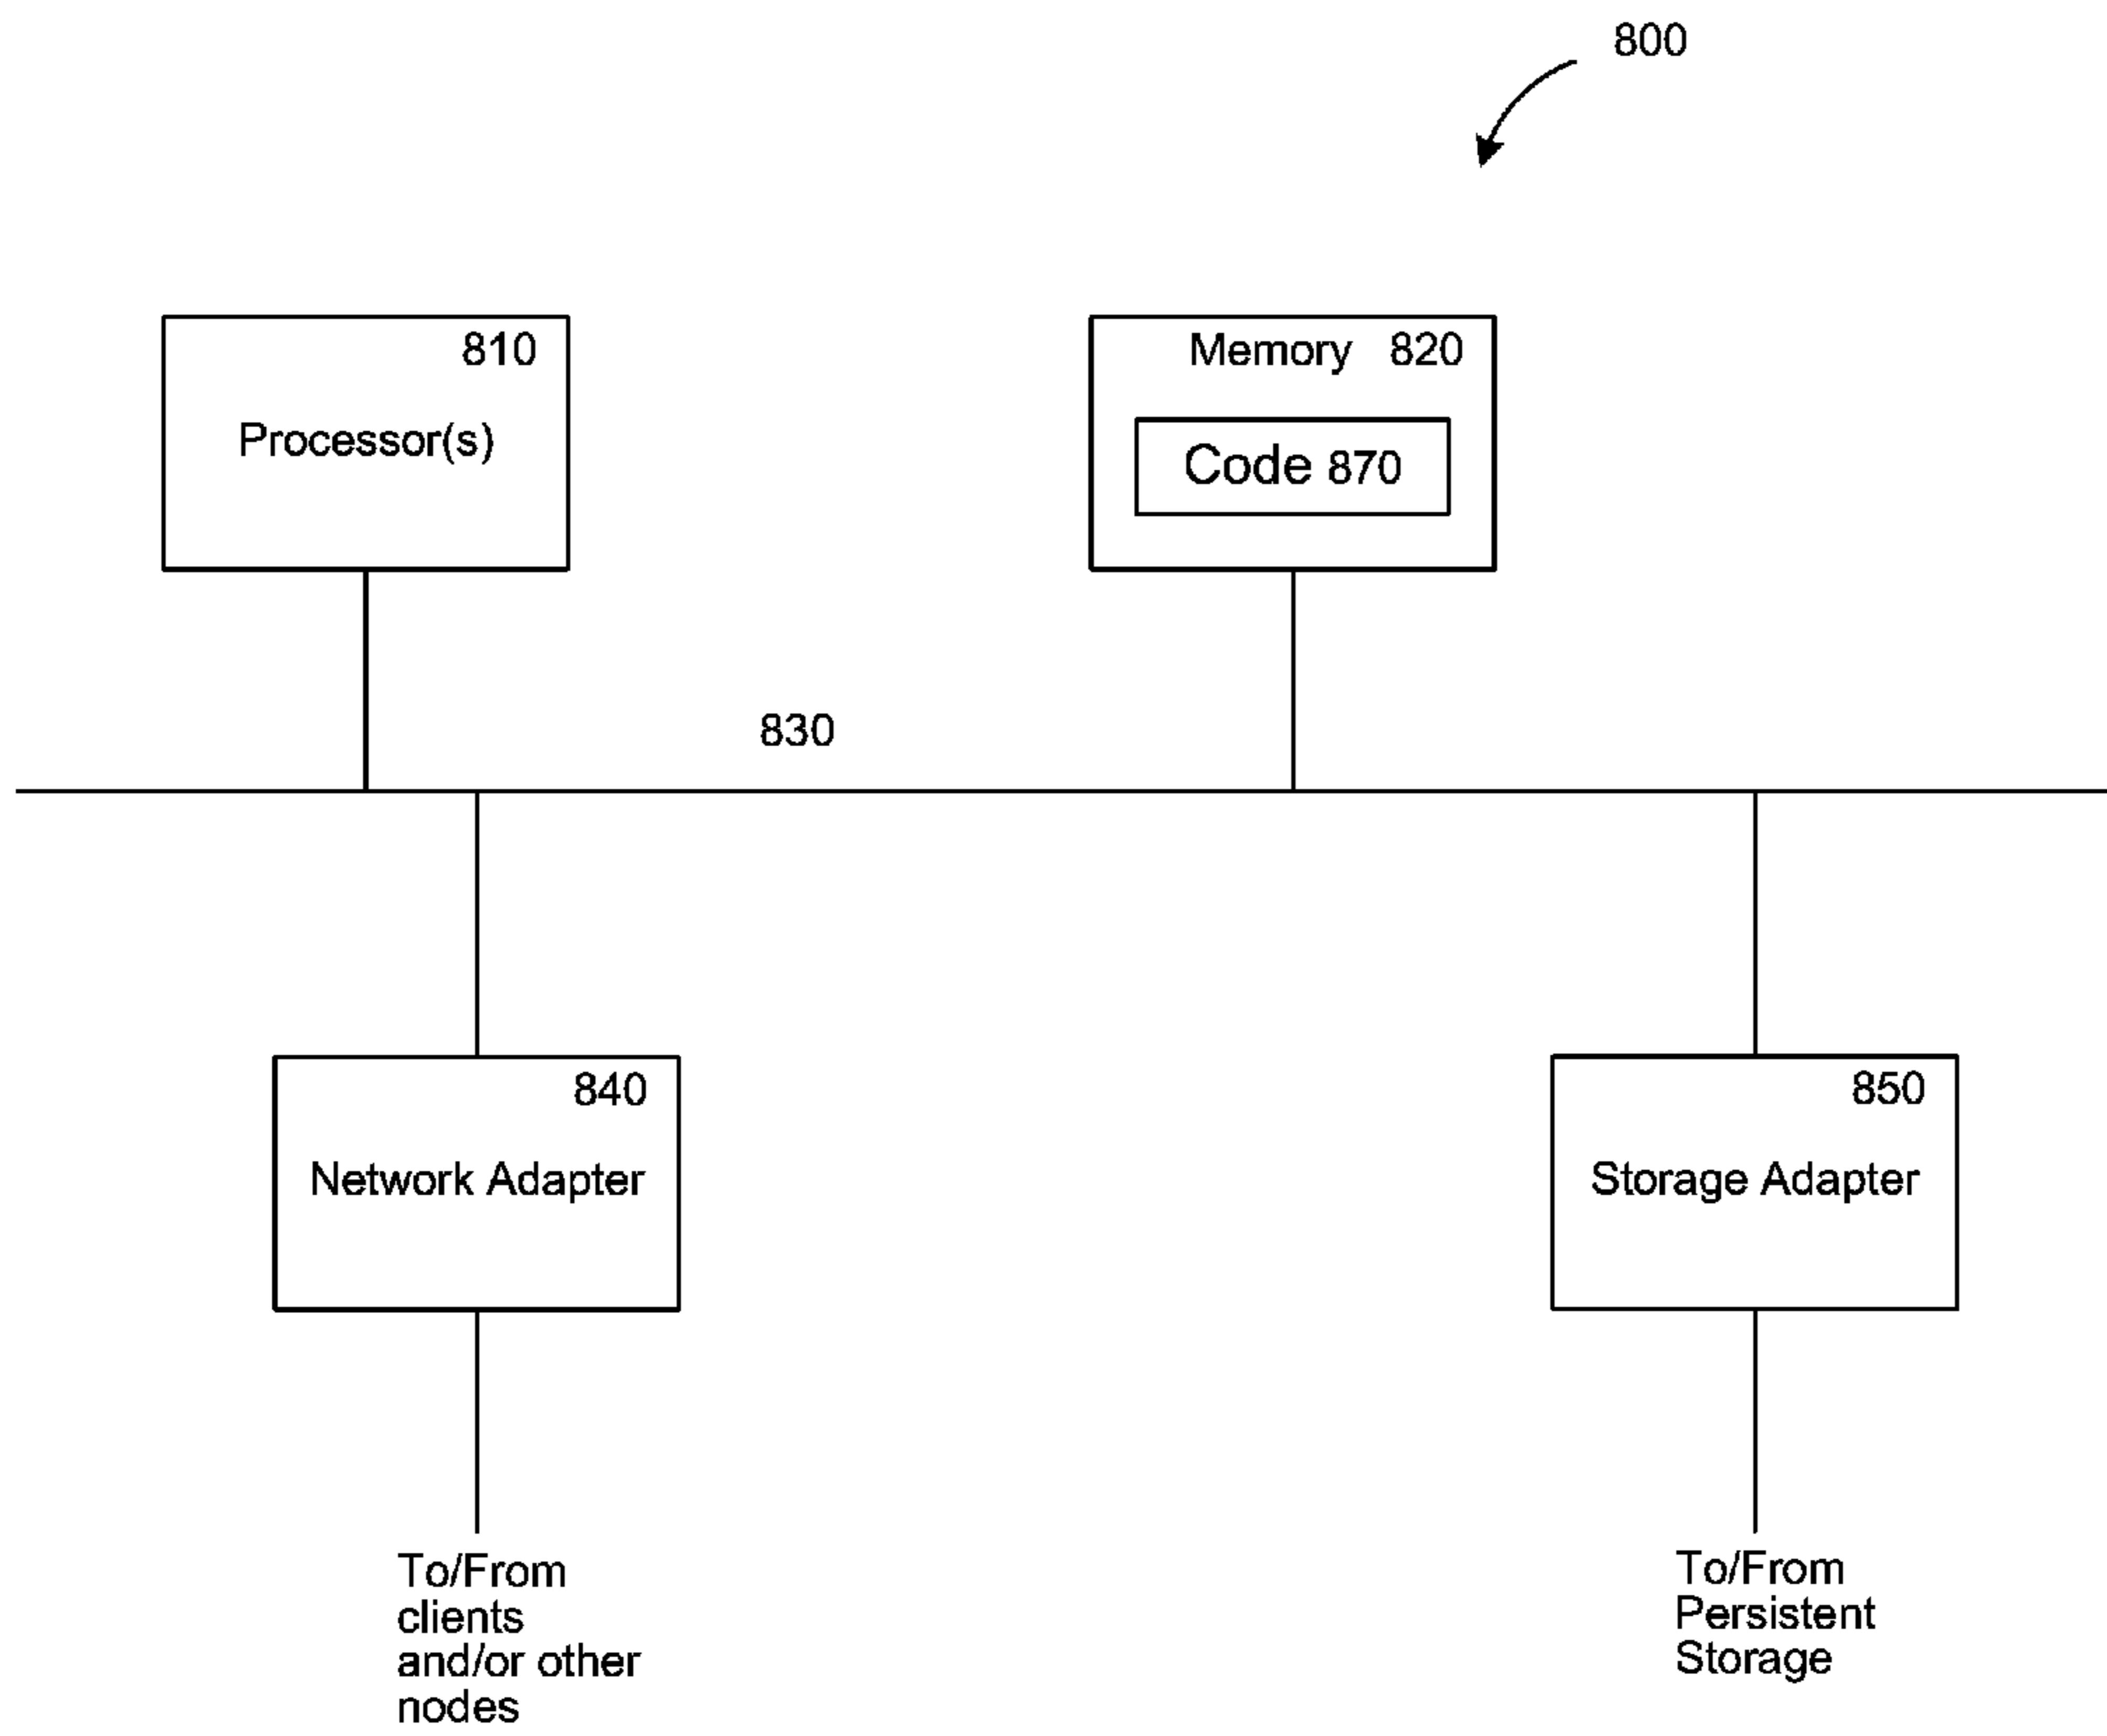 800
810
Processor(s)
Memory 820
Code 870
830
840
Network Adapter
850
Storage Adapter
To/From
clients
and/or other
nodes
To/From
Persistent
Storage